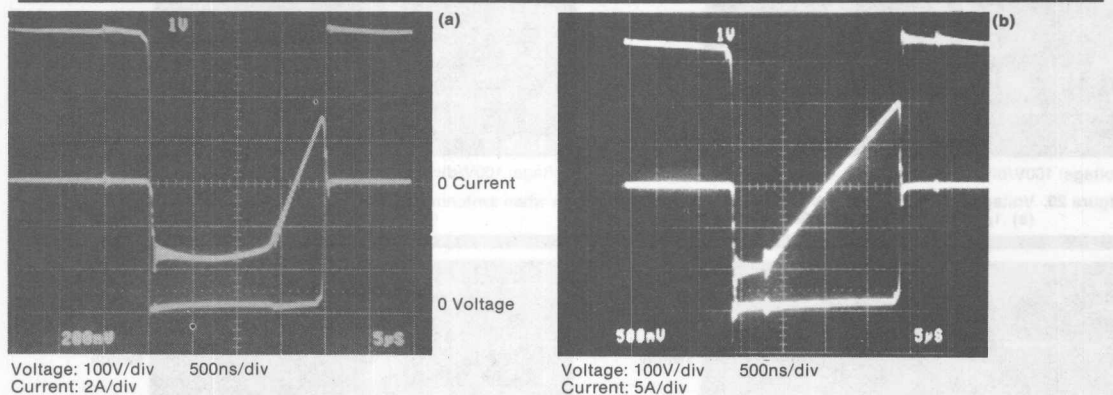 (a)
1V
0 Current
0 Voltage
200mV
5µS
Voltage: 100V/div 500ns/div
Current: 2A/div
(b)
1V
500mV
5µS
Voltage: 100V/div 500ns/div
Current: 5A/div